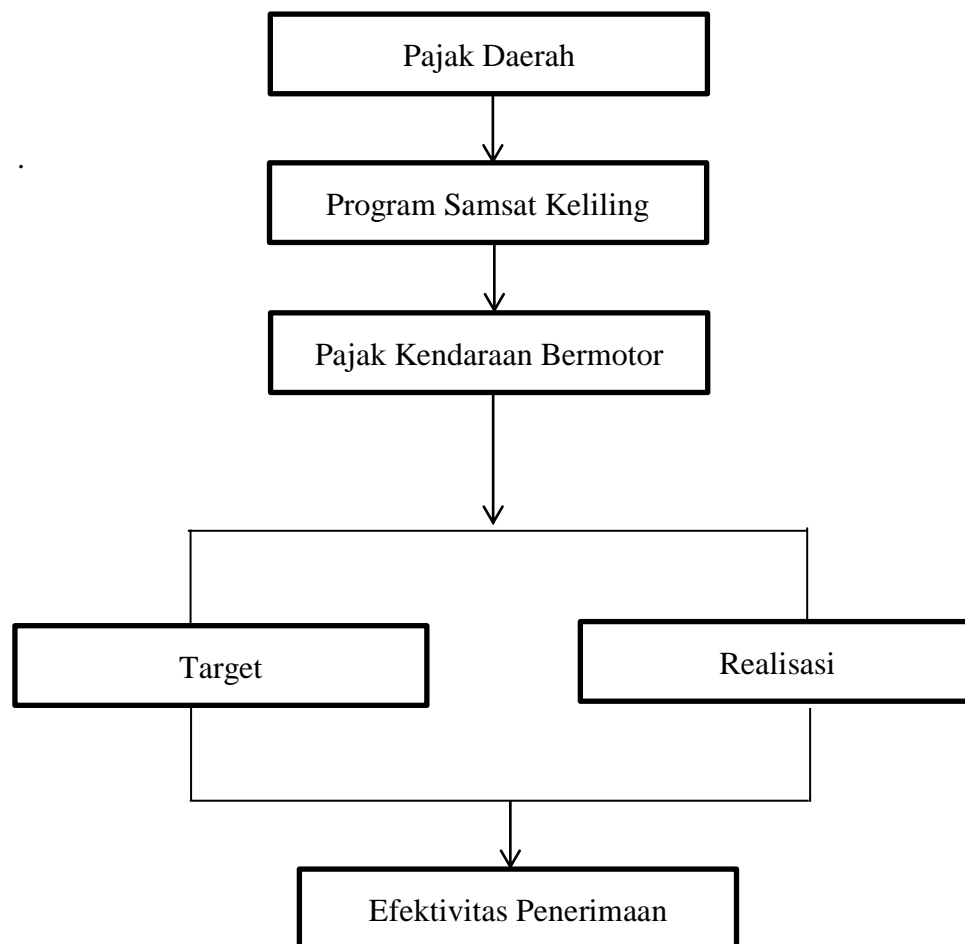 Pajak Daerah
.
Program Samsat Keliling
Pajak Kendaraan Bermotor
Target
Realisasi
Efektivitas Penerimaan